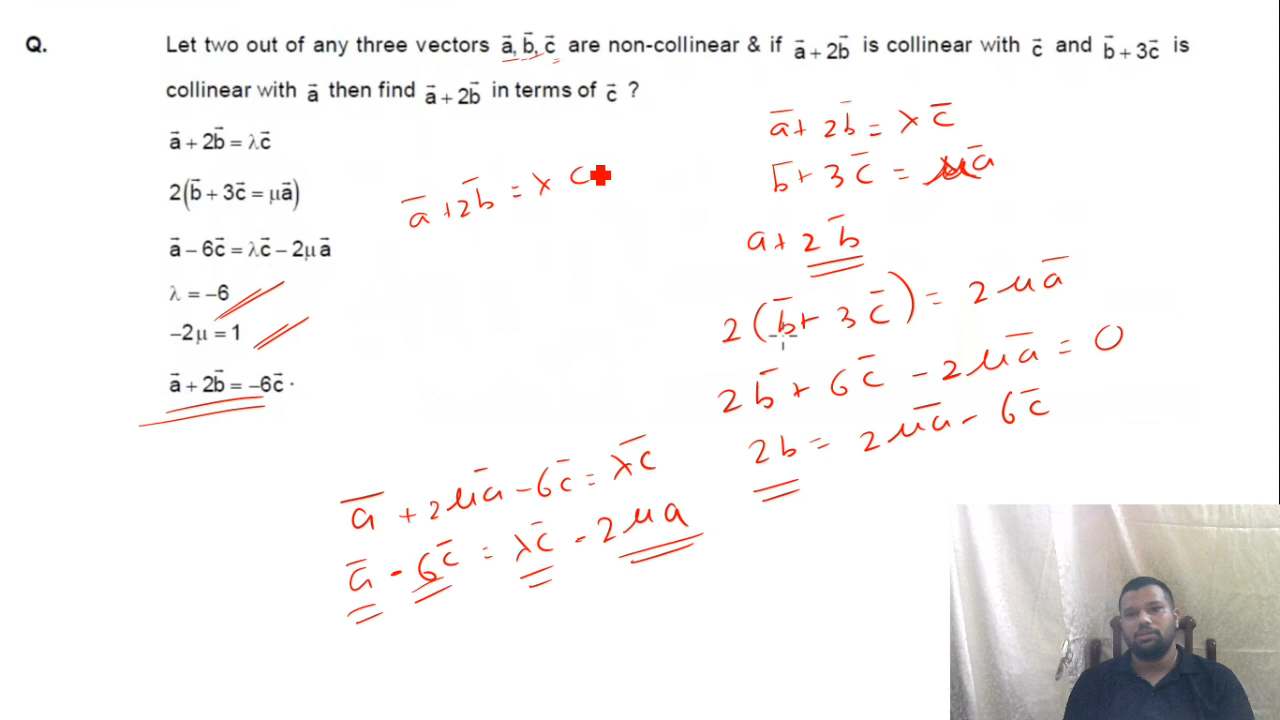 Q. Let two out of any three vectors a⃗, b⃗, c⃗ are non-collinear & if a⃗ + 2b⃗ is collinear with c⃗ and b⃗ + 3c⃗ is
collinear with a⃗ then find a⃗ + 2b⃗ in terms of c⃗ ?
a⃗ + 2b⃗ = λc⃗
2(b⃗ + 3c⃗ = μa⃗)
a⃗ − 6c⃗ = λc⃗ − 2μa⃗
λ = −6
−2μ = 1
a⃗ + 2b⃗ = −6c⃗ ·
a̅ + 2b̅ = λ c
a̅ + 2b̅ = λ c̅
b̅ + 3c̅ = μa̅
a + 2b̅
2(b̅ + 3c̅) = 2μa̅
2b̅ + 6c̅ − 2μa̅ = 0
2b = 2μa̅ − 6c̅
a̅ + 2μa̅ − 6c̅ = λc̅
a̅ − 6c̅ = λc̅ − 2μa